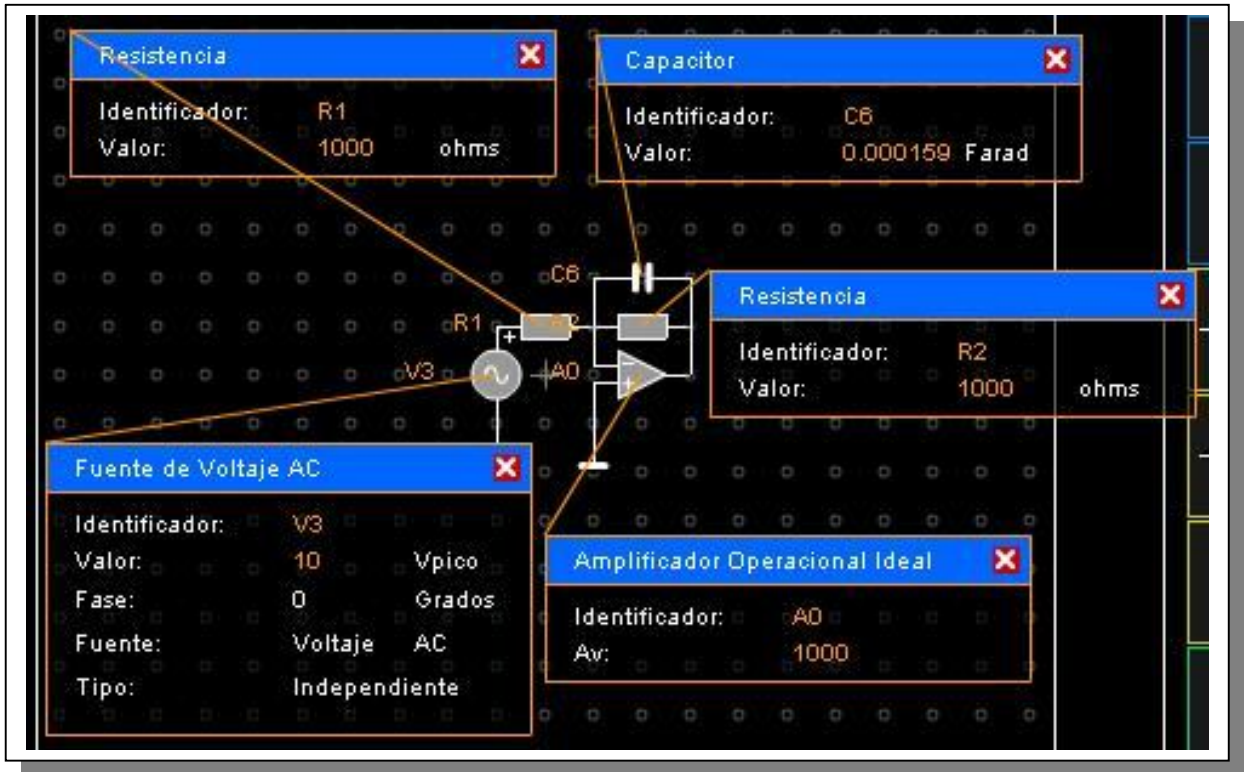 Resistencia
Identificador: R1
Valor: 1000 ohms
Capacitor
Identificador: C6
Valor: 0.000159 Farad
C6
R1
R2
V3
A0
+
-
+
Resistencia
Identificador: R2
Valor: 1000 ohms
Fuente de Voltaje AC
Identificador: V3
Valor: 10 Vpico
Fase: 0 Grados
Fuente: Voltaje AC
Tipo: Independiente
Amplificador Operacional Ideal
Identificador: A0
Av: 1000